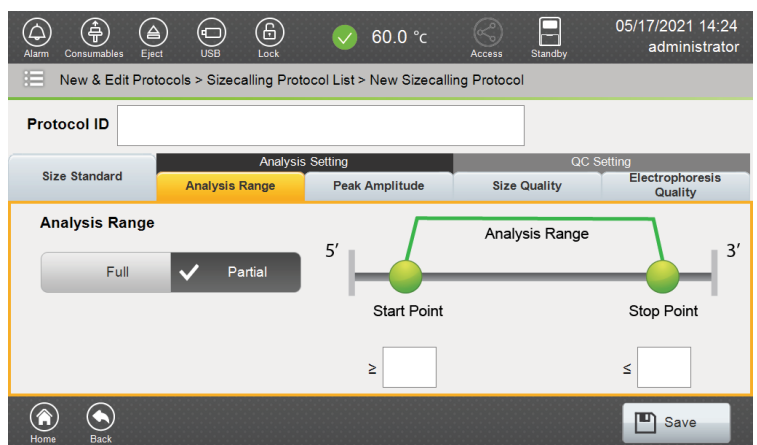 Alarm Consumables Eject USB Lock 60.0 °c Access Standby
05/17/2021 14:24
administrator
New & Edit Protocols > Sizecalling Protocol List > New Sizecalling Protocol
Protocol ID
Size Standard
Analysis Setting
QC Setting
Analysis Range
Peak Amplitude
Size Quality
Electrophoresis
Quality
Analysis Range
Full
Partial
5′
Analysis Range
3′
Start Point
Stop Point
≥
≤
Home Back
Save